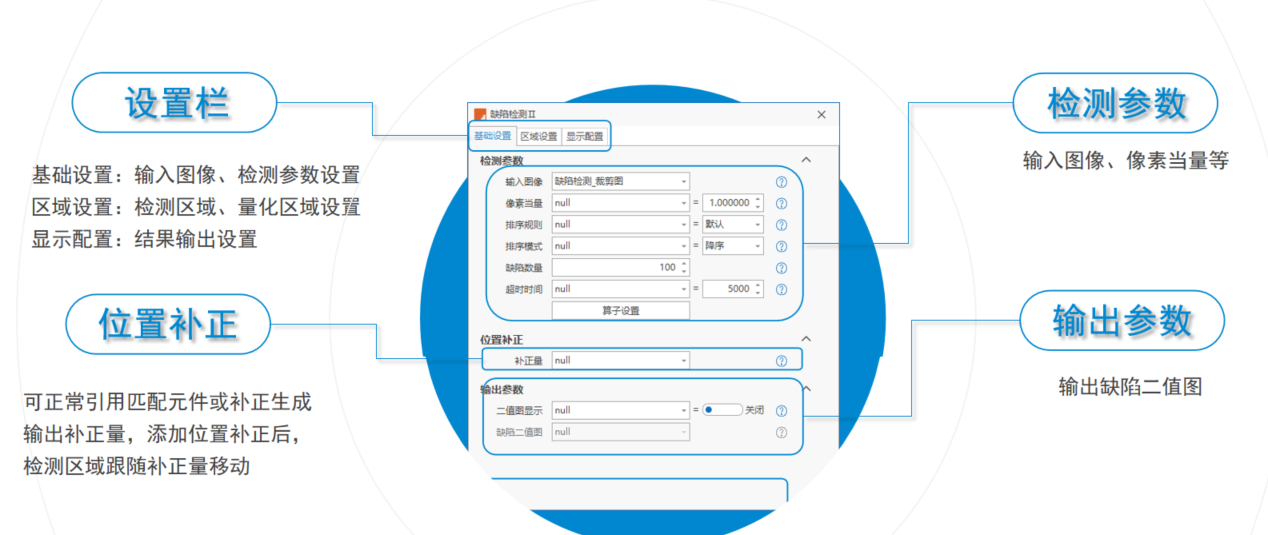 设置栏
基础设置：输入图像、检测参数设置
区域设置：检测区域、量化区域设置
显示配置：结果输出设置
位置补正
可正常引用匹配元件或补正生成
输出补正量，添加位置补正后，
检测区域跟随补正量移动
缺陷检测II
基础设置 区域设置 显示配置
检测参数
输入图像 缺陷检测_裁剪图
像素当量 null = 1.000000
排序规则 null = 默认
排序模式 null = 降序
缺陷数量 100
超时时间 null = 5000
算子设置
位置补正
补正量 null
输出参数
二值图显示 null = 关闭
缺陷二值图 null
检测参数
输入图像、像素当量等
输出参数
输出缺陷二值图